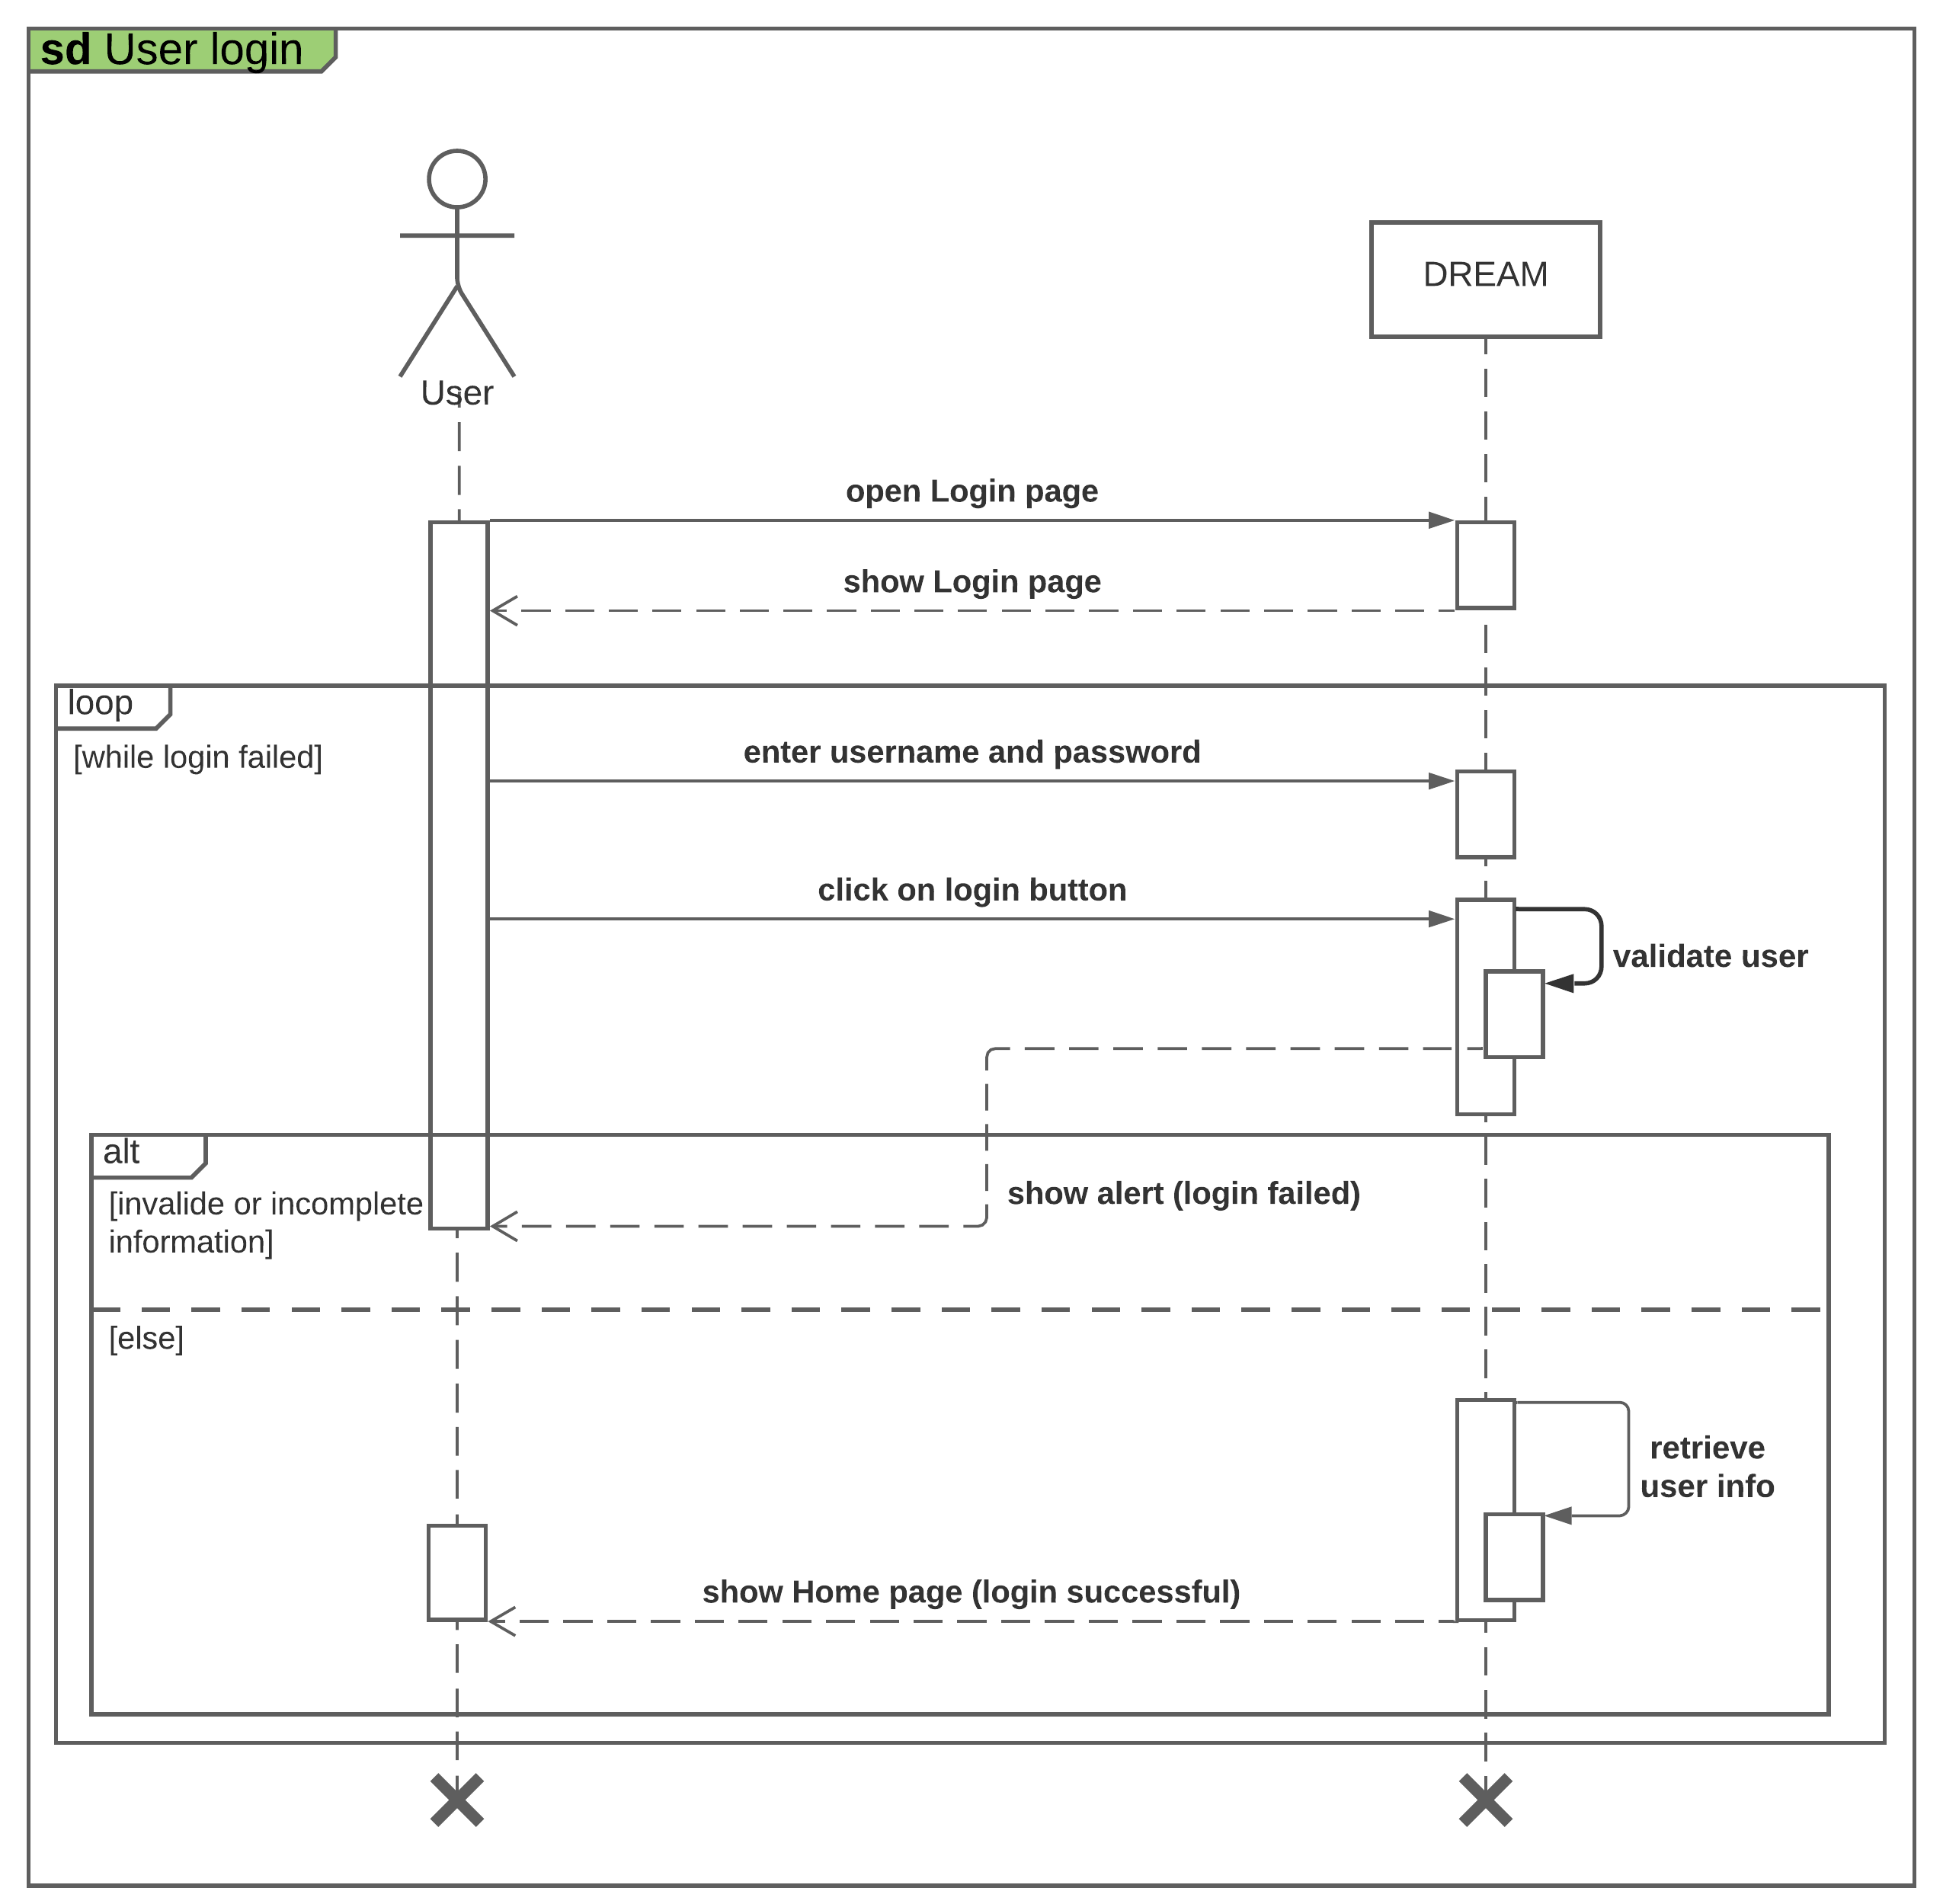 sd User login
DREAM
User
open Login page
show Login page
loop
[while login failed]
enter username and password
click on login button
validate user
alt
[invalide or incomplete
information]
show alert (login failed)
[else]
retrieve
user info
show Home page (login successful)